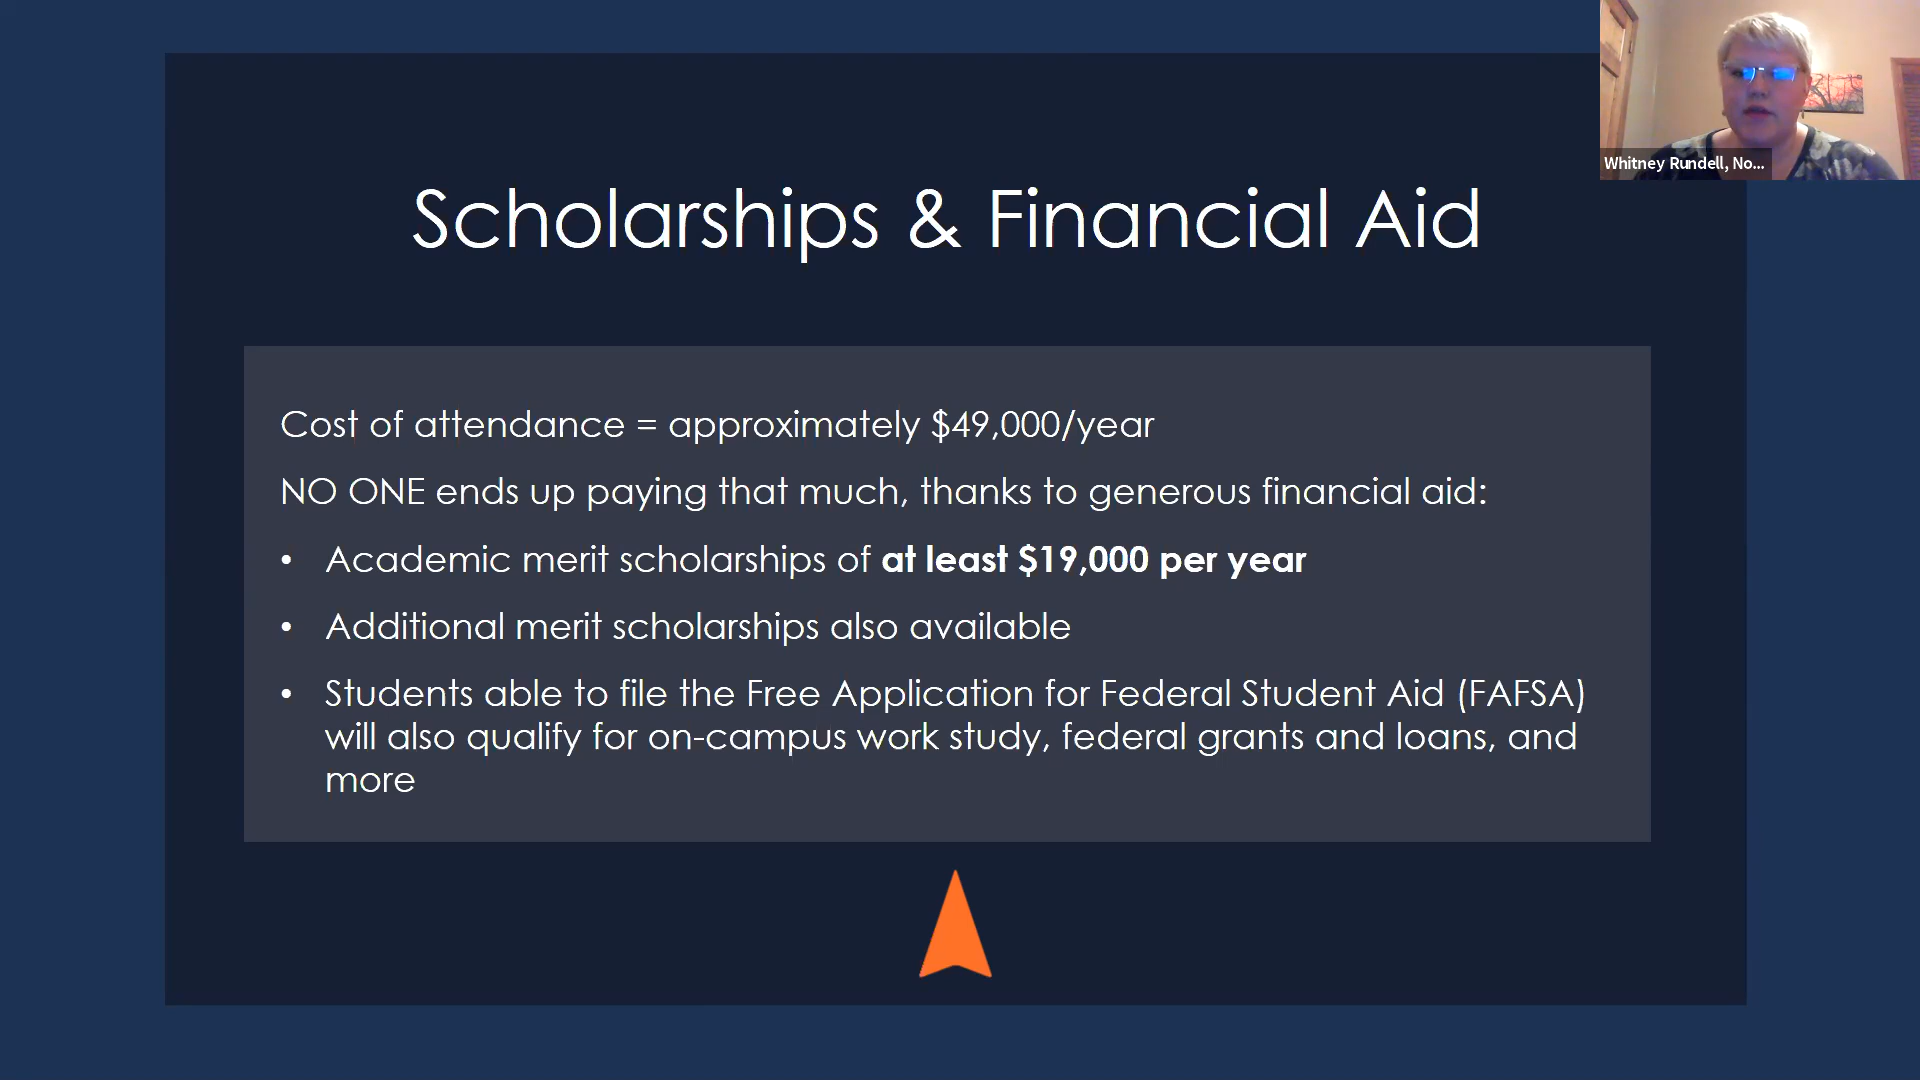 Whitney Rundell, No...
Scholarships & Financial Aid
Cost of attendance = approximately $49,000/year
NO ONE ends up paying that much, thanks to generous financial aid:
• Academic merit scholarships of at least $19,000 per year
• Additional merit scholarships also available
• Students able to file the Free Application for Federal Student Aid (FAFSA)
will also qualify for on-campus work study, federal grants and loans, and
more